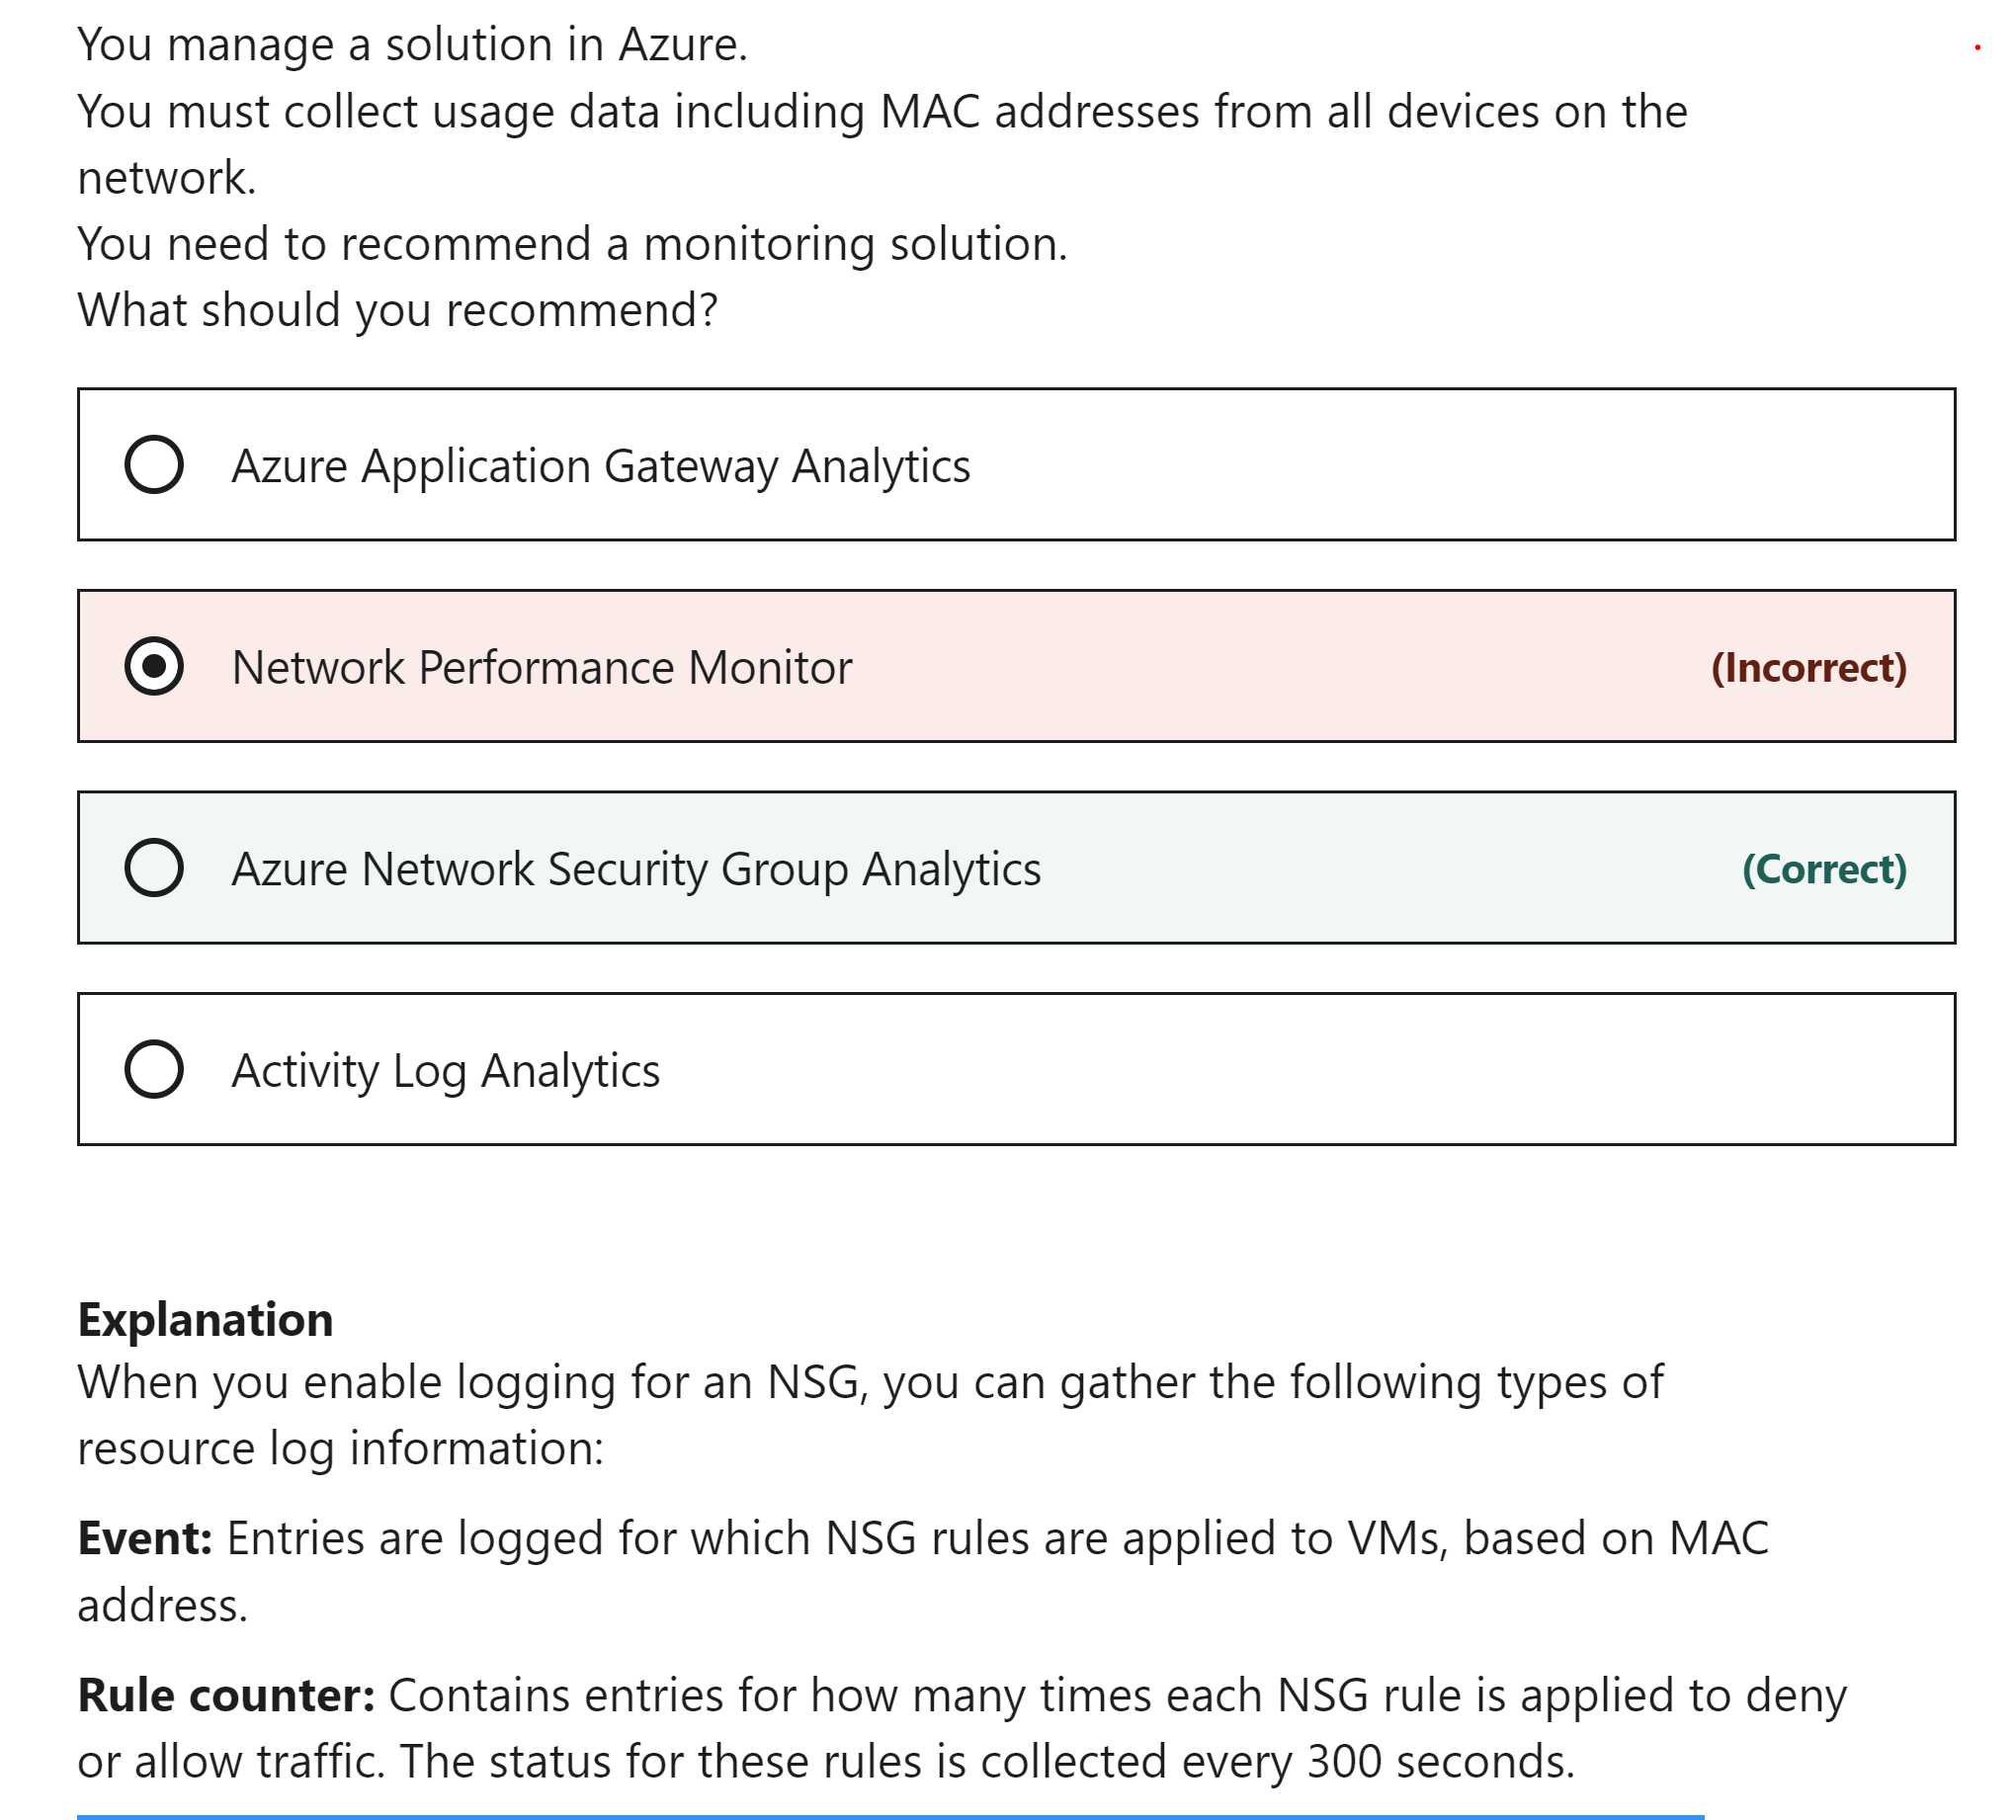 You manage a solution in Azure.
You must collect usage data including MAC addresses from all devices on the
network.
You need to recommend a monitoring solution.
What should you recommend?
Azure Application Gateway Analytics
Network Performance Monitor
(Incorrect)
Azure Network Security Group Analytics
(Correct)
Activity Log Analytics
Explanation
When you enable logging for an NSG, you can gather the following types of
resource log information:
Event: Entries are logged for which NSG rules are applied to VMs, based on MAC
address.
Rule counter: Contains entries for how many times each NSG rule is applied to deny
or allow traffic. The status for these rules is collected every 300 seconds.